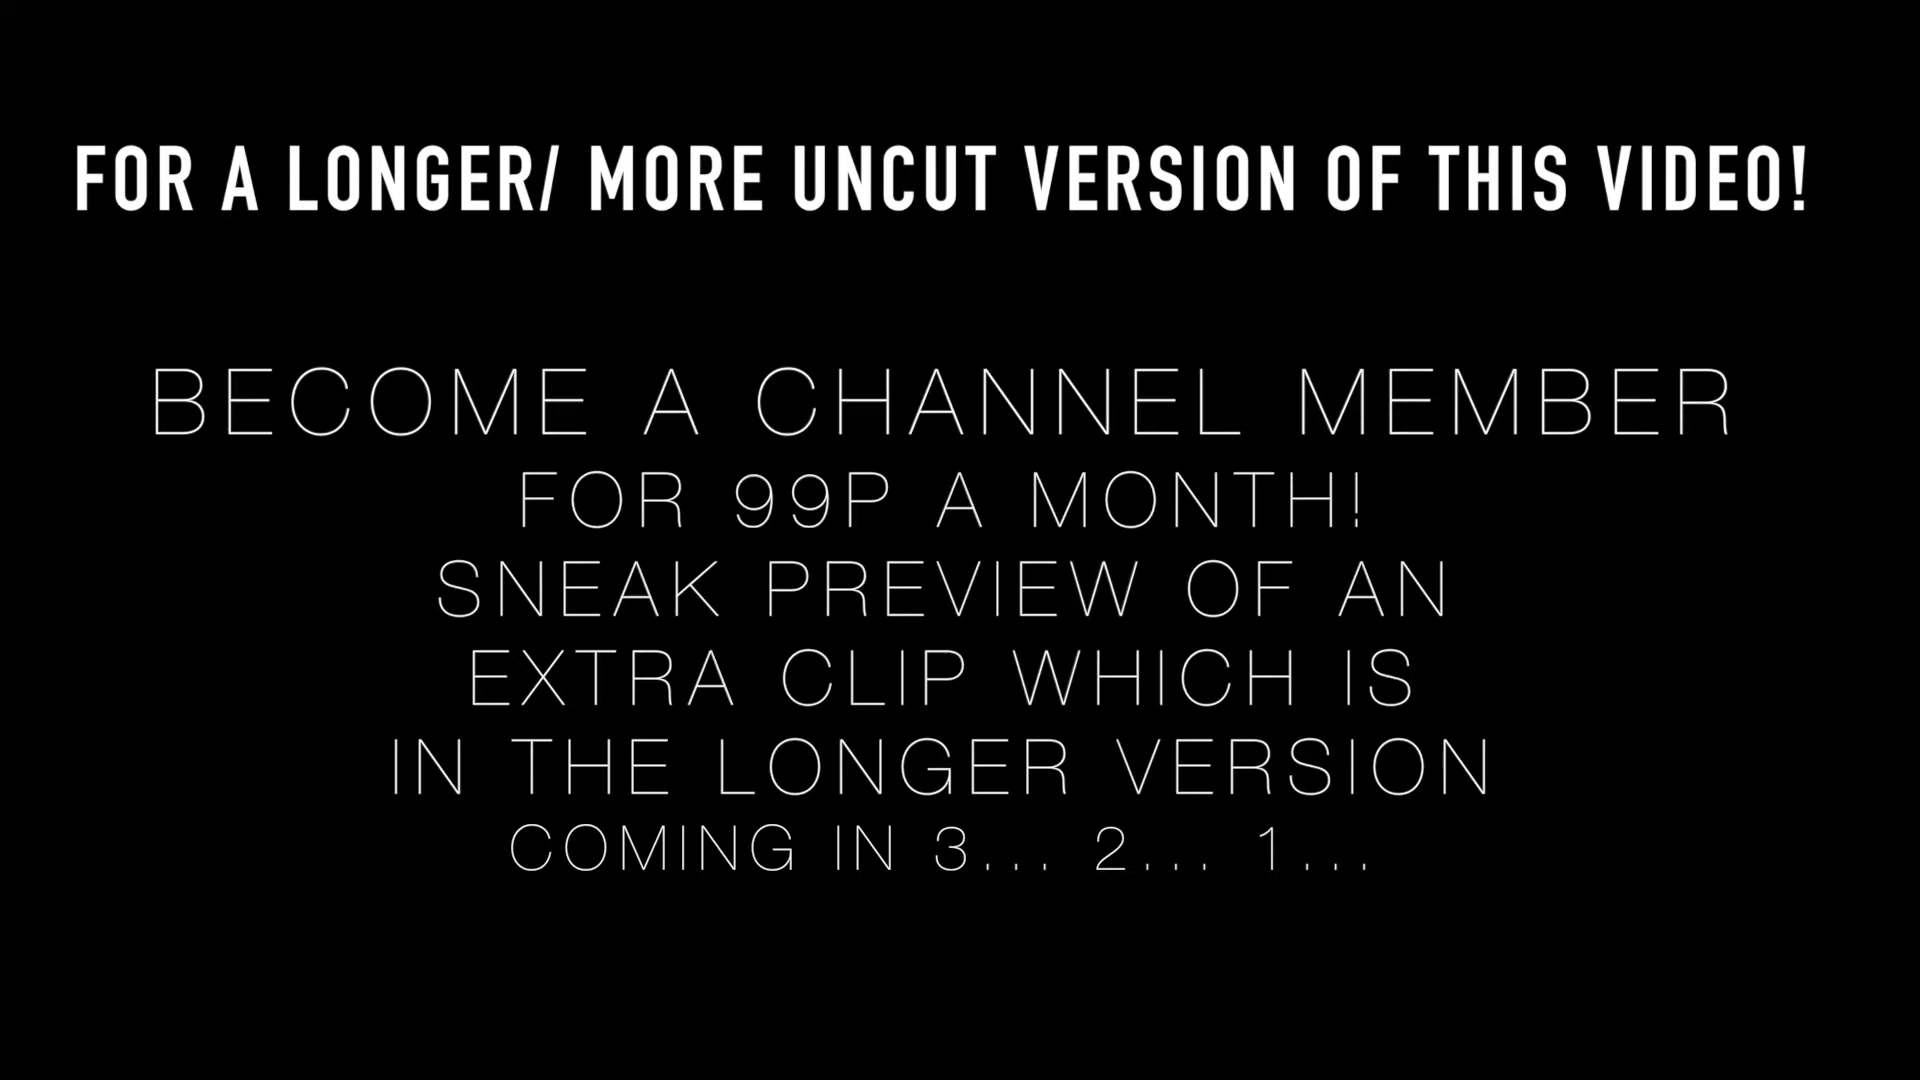 FOR A LONGER/ MORE UNCUT VERSION OF THIS VIDEO!
BECOME A CHANNEL MEMBER
FOR 99P A MONTH!
SNEAK PREVIEW OF AN
EXTRA CLIP WHICH IS
IN THE LONGER VERSION
COMING IN 3... 2... 1...